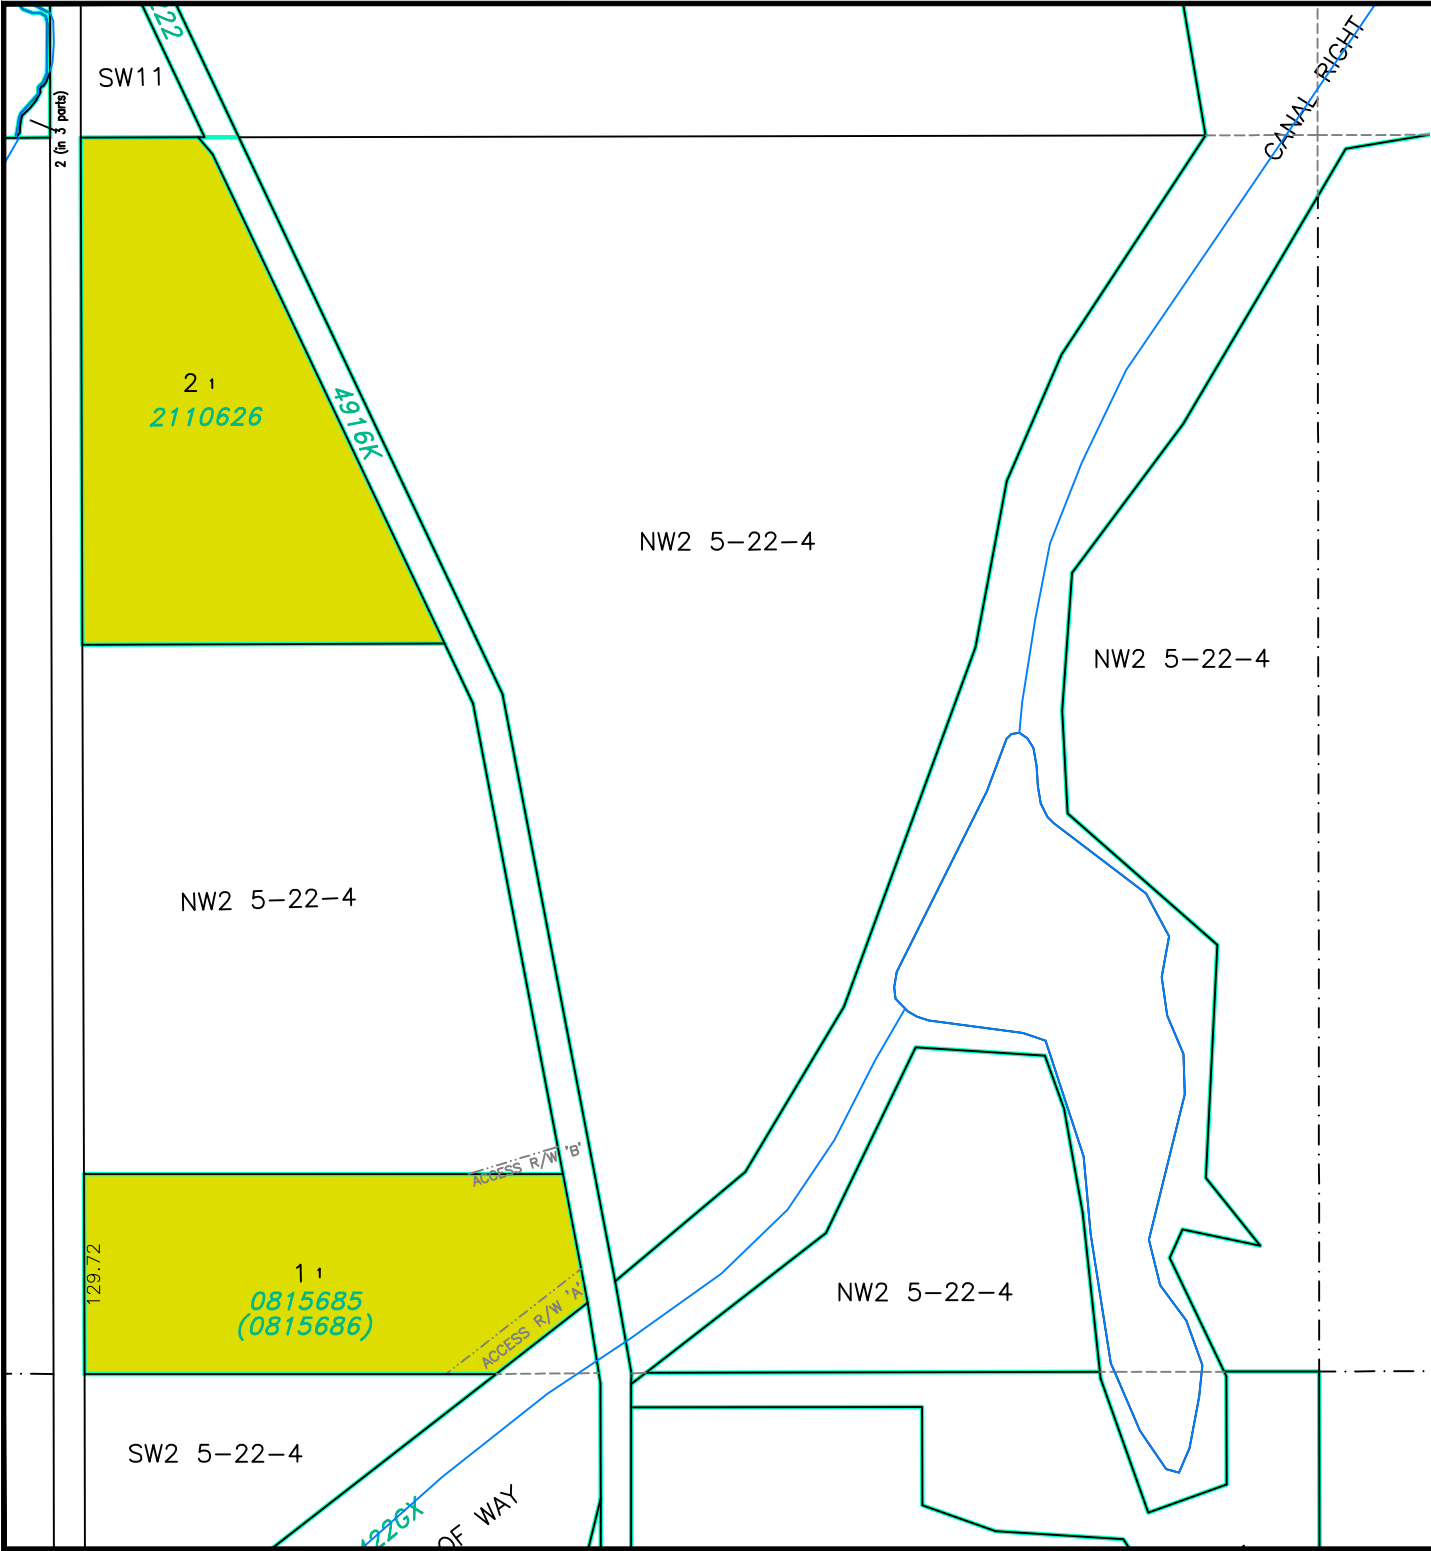 222
SW11
CANAL RIGHT
2 (in 3 parts)
2 1
2110626
4916K
NW2 5-22-4
NW2 5-22-4
NW2 5-22-4
ACCESS R/W 'B'
129.72
1 1
0815685
(0815686)
ACCESS R/W 'A'
NW2 5-22-4
SW2 5-22-4
22GX
OF WAY